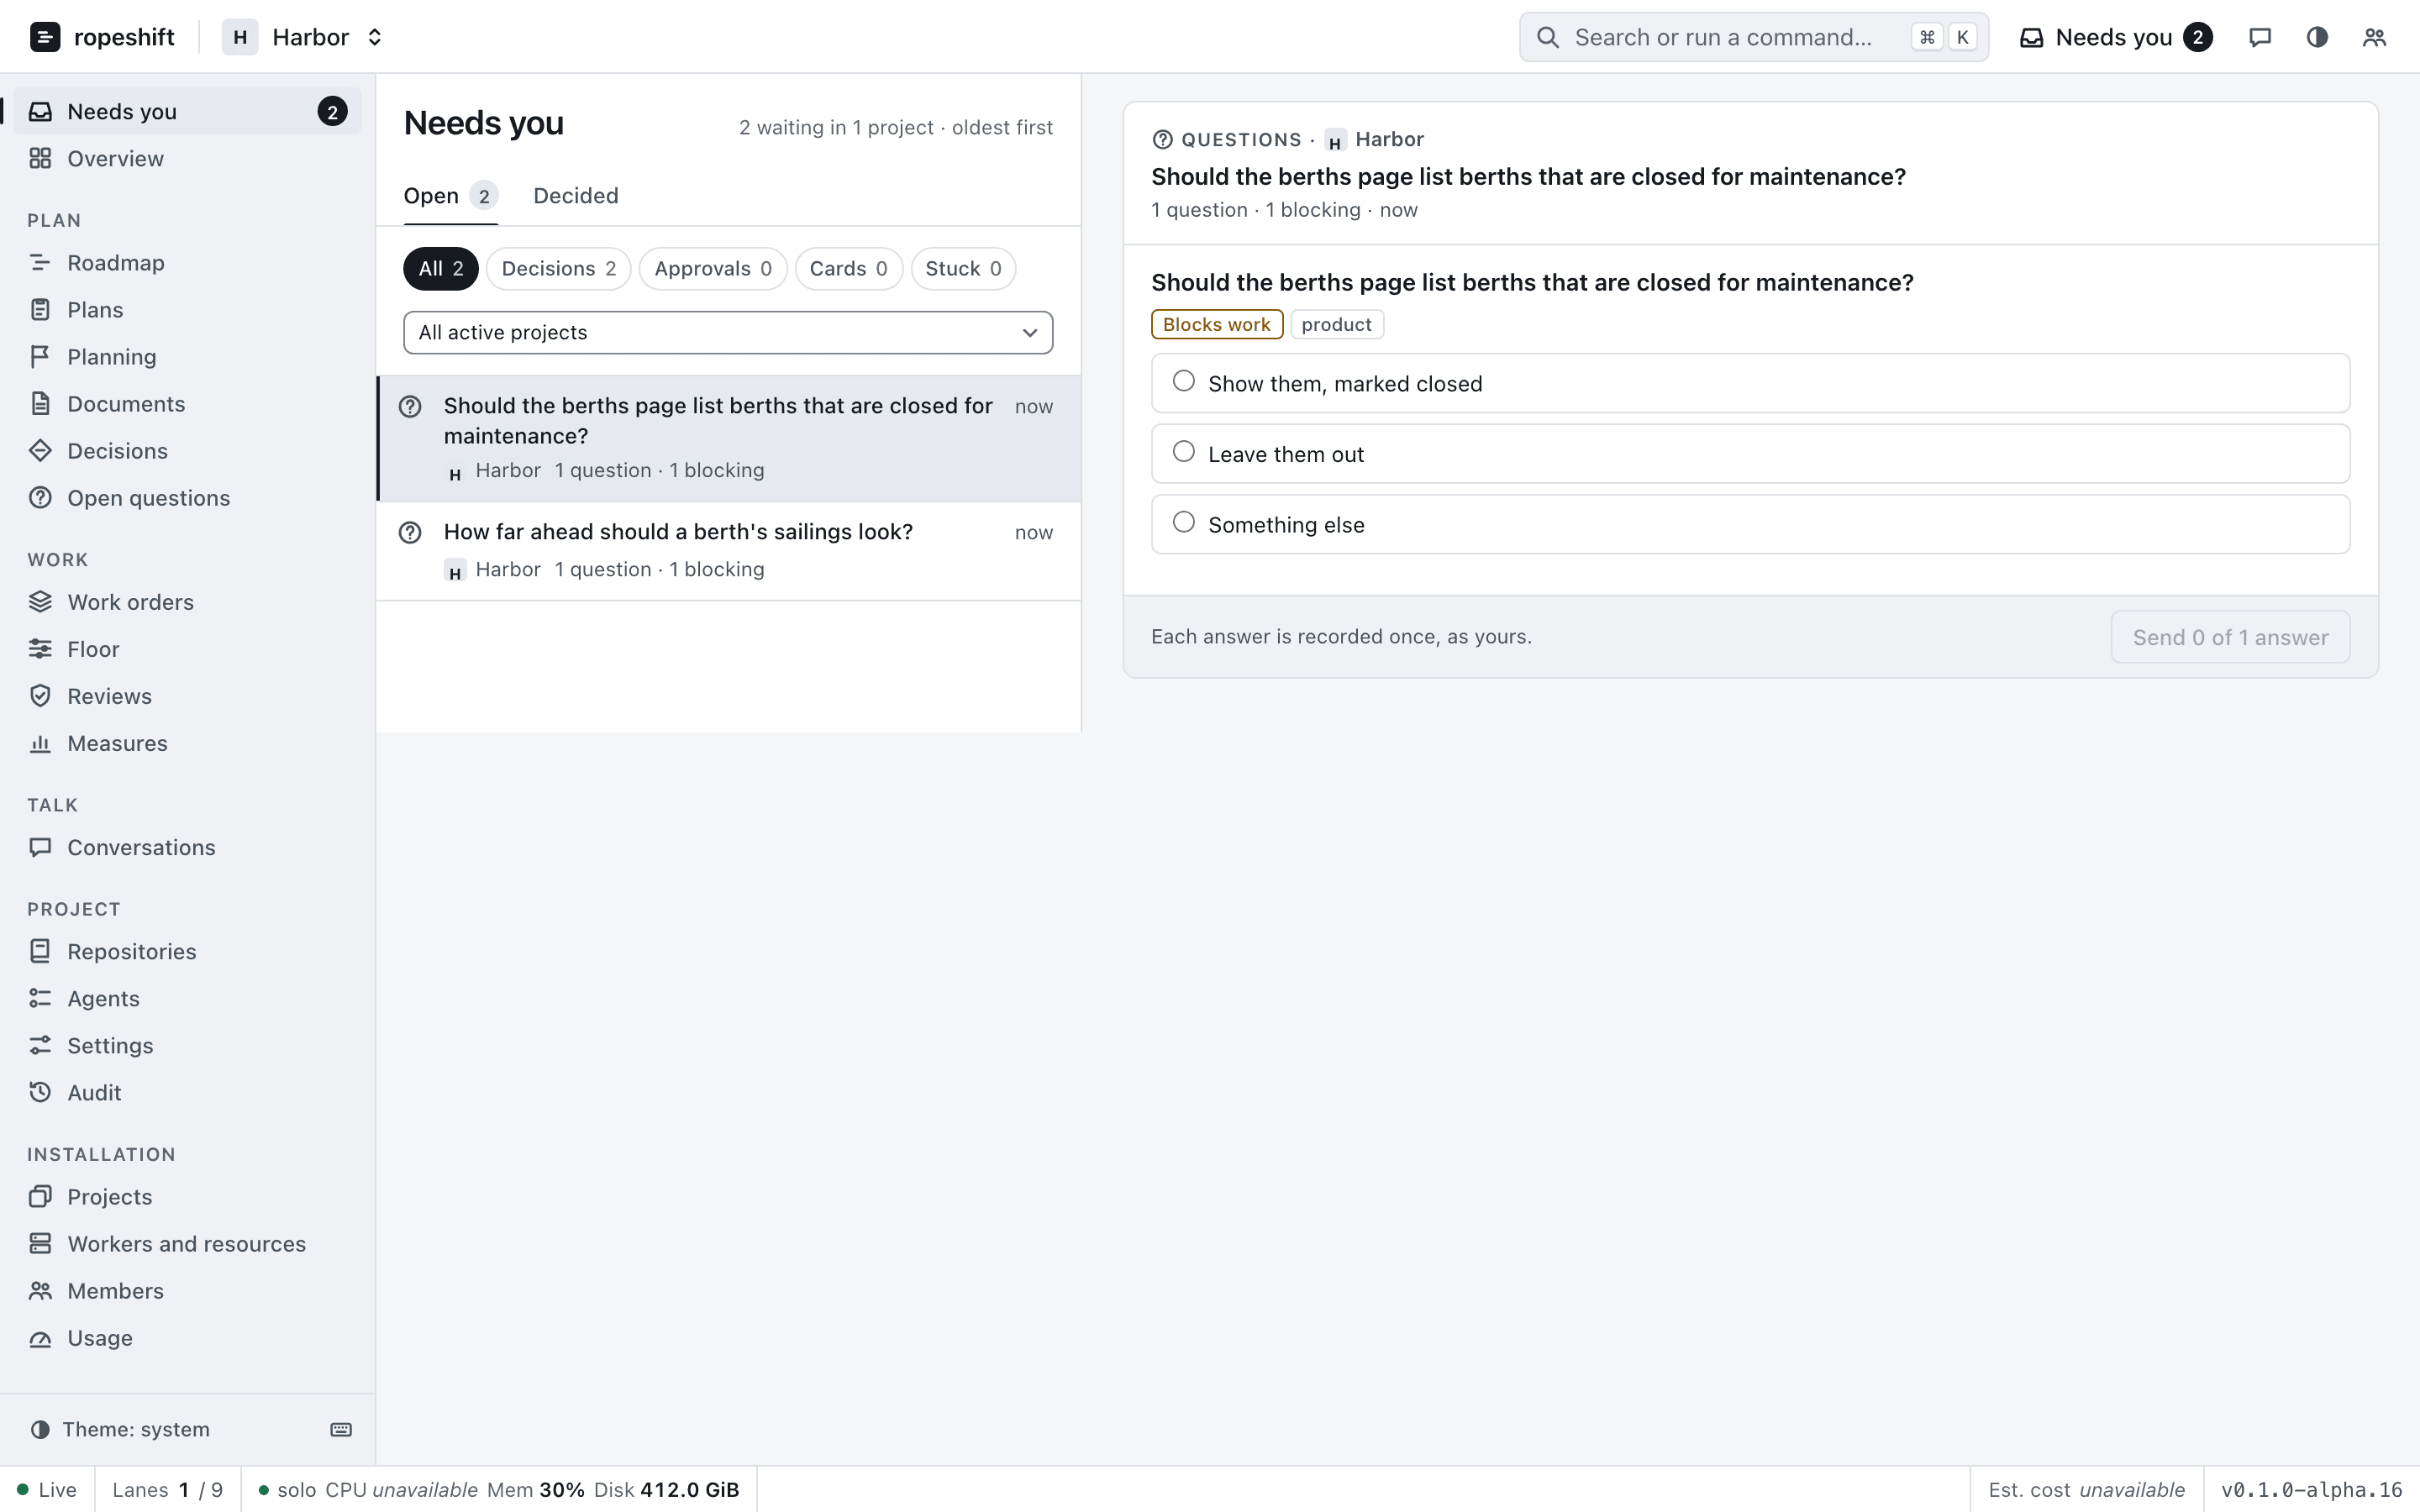 ropeshift
H Harbor
Search or run a command... ⌘ K
Needs you 2
Needs you 2
Overview
PLAN
Roadmap
Plans
Planning
Documents
Decisions
Open questions
WORK
Work orders
Floor
Reviews
Measures
TALK
Conversations
PROJECT
Repositories
Agents
Settings
Audit
INSTALLATION
Projects
Workers and resources
Members
Usage
Theme: system
Needs you
2 waiting in 1 project · oldest first
Open 2 Decided
All 2 Decisions 2 Approvals 0 Cards 0 Stuck 0
All active projects
Should the berths page list berths that are closed for now
maintenance?
H Harbor 1 question · 1 blocking
How far ahead should a berth's sailings look? now
H Harbor 1 question · 1 blocking
QUESTIONS · H Harbor
Should the berths page list berths that are closed for maintenance?
1 question · 1 blocking · now
Should the berths page list berths that are closed for maintenance?
Blocks work product
Show them, marked closed
Leave them out
Something else
Each answer is recorded once, as yours.
Send 0 of 1 answer
Live Lanes 1 / 9 solo CPU unavailable Mem 30% Disk 412.0 GiB
Est. cost unavailable v0.1.0-alpha.16